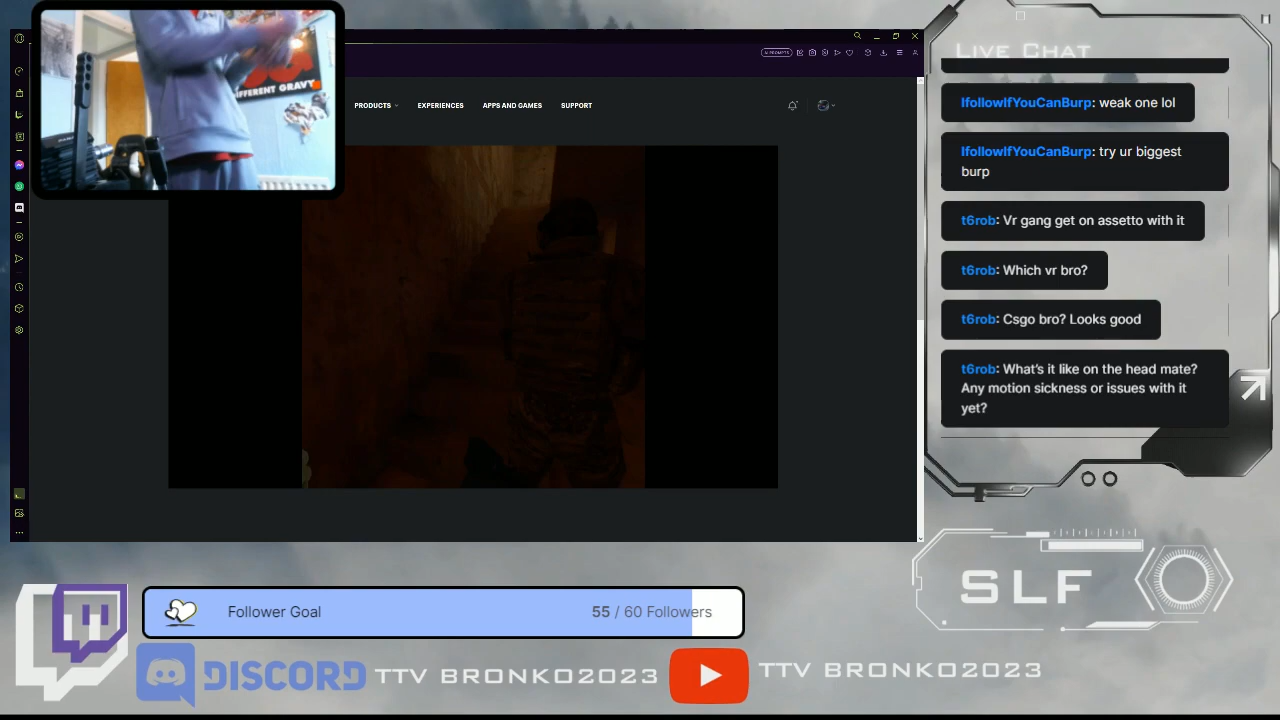 IFFERENT GRAVY
AI PROMPTS
PRODUCTS
EXPERIENCES
APPS AND GAMES
SUPPORT
LIVE CHAT
IfollowIfYouCanBurp: weak one lol
IfollowIfYouCanBurp: try ur biggest
burp
t6rob: Vr gang get on assetto with it
t6rob: Which vr bro?
t6rob: Csgo bro? Looks good
t6rob: What's it like on the head mate?
Any motion sickness or issues with it
yet?
SLF
Follower Goal
55 / 60 Followers
DISCORD
TTV BRONKO2023
TTV BRONKO2023